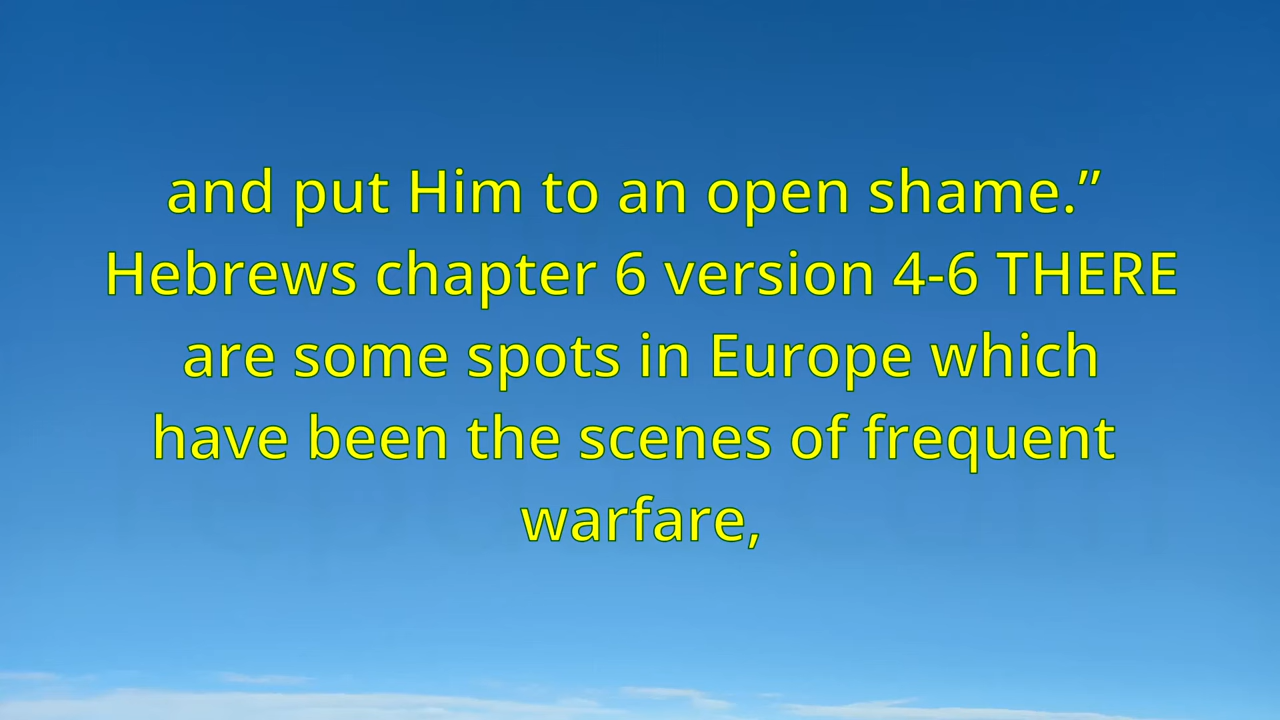 and put Him to an open shame.”
Hebrews chapter 6 version 4-6 THERE
are some spots in Europe which
have been the scenes of frequent
warfare,